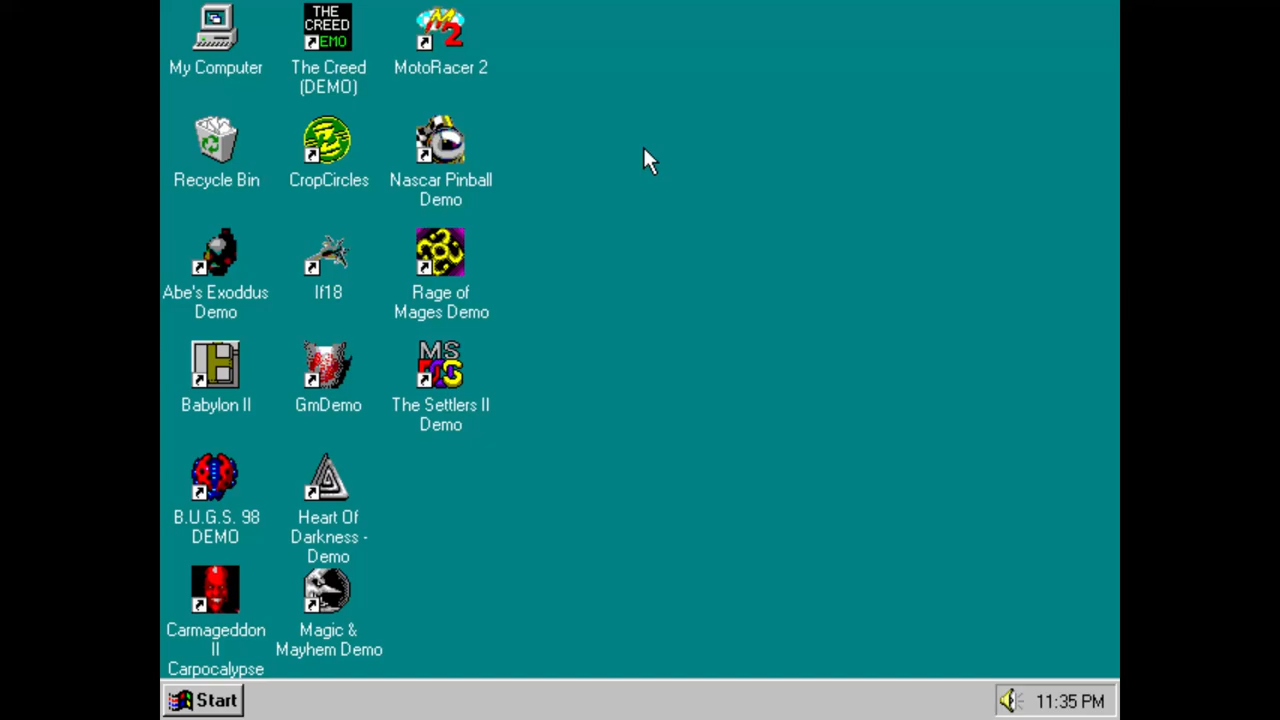 My Computer
THE
CREED
EMO
The Creed
(DEMO)
M2
MotoRacer 2
Recycle Bin
CropCircles
Nascar Pinball
Demo
Abe's Exoddus
Demo
If18
Rage of
Mages Demo
Babylon II
GmDemo
MS
The Settlers II
Demo
B.U.G.S. 98
DEMO
Heart Of
Darkness -
Demo
Carmageddon
II
Carpocalypse
Magic &
Mayhem Demo
Start
11:35 PM